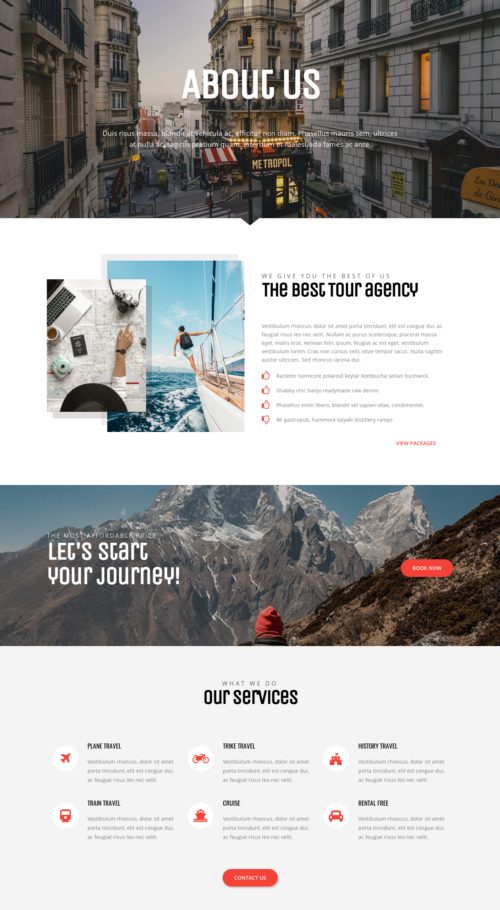 ABOUT US
Duis risus massa, blandit at vehicula ac, efficitur non diam. Phasellus mauris sem, ultrices
at nulla ac, sagittis pretium quam. Interdum et malesuada fames ac ante.
METROPOL
WE GIVE YOU THE BEST OF US
The Best Tour agency
Vestibulum rhoncus, dolor sit amet porta tincidunt, elit est congue dui, ac
feugiat risus leo nec velit. Nullam ac purus scelerisque, placerat massa
eget, mollis erat. Aenean felis ipsum, feugiat ac est eget, vestibulum
vestibulum lorem. Cras non cursus velit, vitae tempor lacus. Nulla sagittis
auctor ultricies. Sed rhoncus lacinia dui.
Raclette normcore polaroid keytar kombucha seitan bushwick.
Shabby chic banjo readymade raw denim
Phasellus enim libero, blandit vel sapien vitae, condimentet.
Mi gastropub, hammock taiyaki distillery ramps
VIEW PACKAGES
THE MOST AFFORDABLE PRICE
Let's Start
your Journey!
BOOK NOW
WHAT WE DO
Our Services
PLANE TRAVEL
Vestibulum rhoncus, dolor sit amet
porta tincidunt, elit est congue dui,
ac feugiat risus leo nec velit.
TRIKE TRAVEL
Vestibulum rhoncus, dolor sit amet
porta tincidunt, elit est congue dui,
ac feugiat risus leo nec velit.
HISTORY TRAVEL
Vestibulum rhoncus, dolor sit amet
porta tincidunt, elit est congue dui,
ac feugiat risus leo nec velit.
TRAIN TRAVEL
Vestibulum rhoncus, dolor sit amet
porta tincidunt, elit est congue dui,
ac feugiat risus leo nec velit.
CRUISE
Vestibulum rhoncus, dolor sit amet
porta tincidunt, elit est congue dui,
ac feugiat risus leo nec velit.
RENTAL FREE
Vestibulum rhoncus, dolor sit amet
porta tincidunt, elit est congue dui,
ac feugiat risus leo nec velit.
CONTACT US